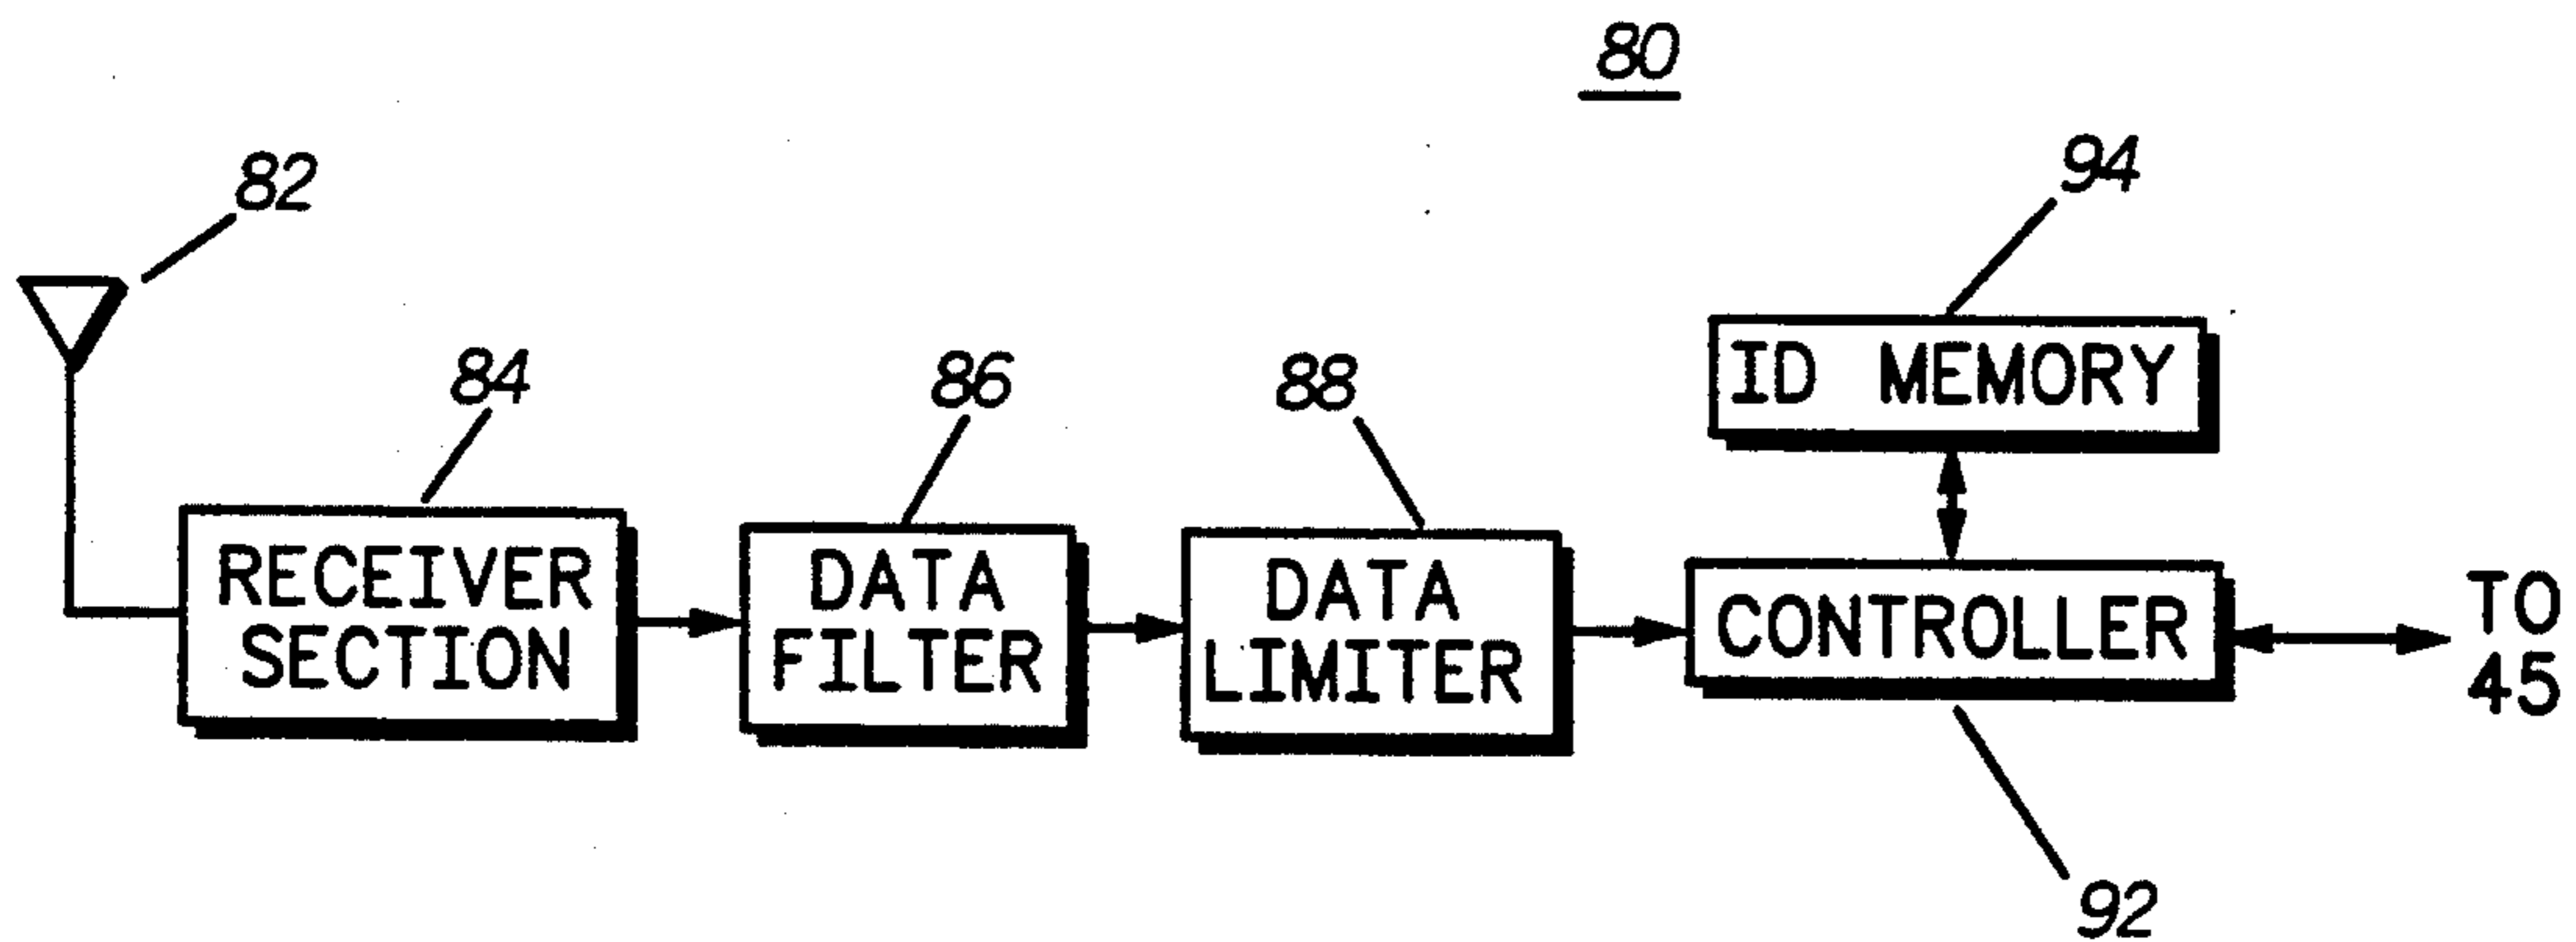 80
82
94
84
86
88
ID MEMORY
RECEIVER
SECTION
DATA
FILTER
DATA
LIMITER
CONTROLLER
TO
45
92